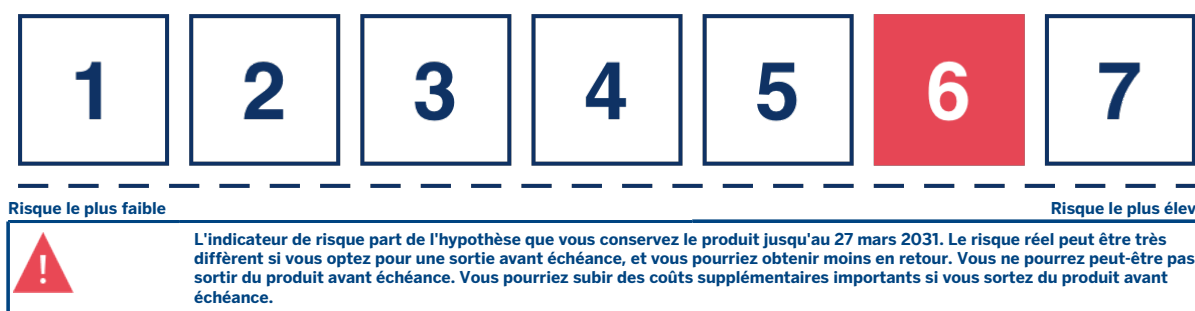 1 2 3 4 5 6 7
Risque le plus faible Risque le plus élev
L'indicateur de risque part de l'hypothèse que vous conservez le produit jusqu'au 27 mars 2031. Le risque réel peut être très
diffèrent si vous optez pour une sortie avant échéance, et vous pourriez obtenir moins en retour. Vous ne pourrez peut-être pas
sortir du produit avant échéance. Vous pourriez subir des coûts supplémentaires importants si vous sortez du produit avant
échéance.
!